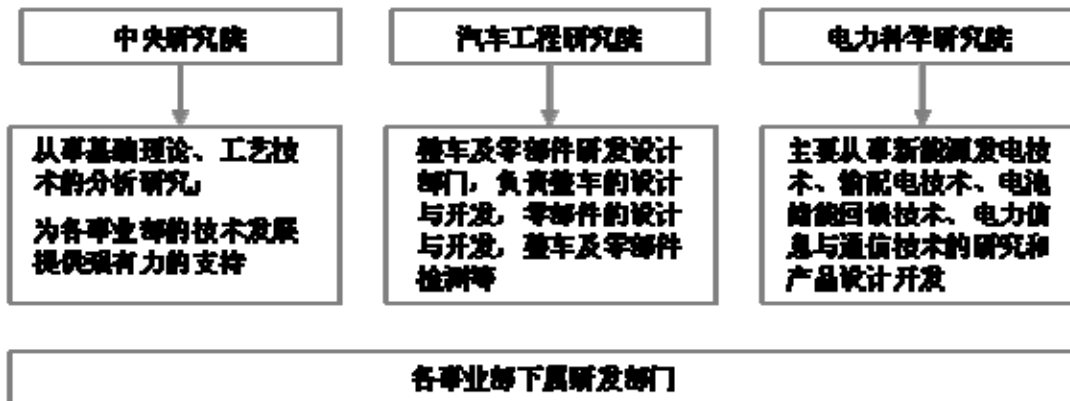 中央研究院
汽车工程研究院
电力科学研究院
从事基础理论、工艺技
术的分析研究；
为各事业部的技术发展
提供强有力的支持
整车及零部件研发设计
部门，负责整车的设计
与开发，零部件的设计
与开发，整车及零部件
检测等
主要从事新能源发电技
术、输配电技术、电池
储能回馈技术、电力信
息与通信技术的研究和
产品设计开发
各事业部下属研发部门